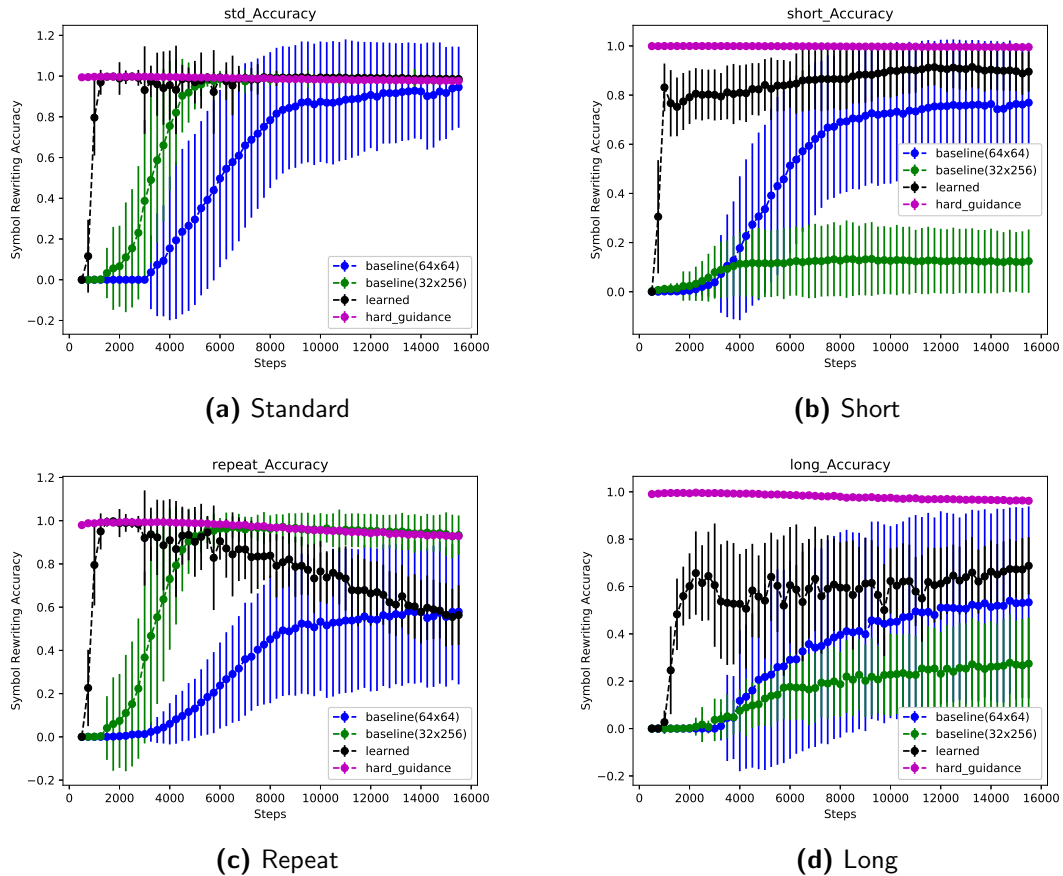 std_Accuracy
1.2
1.0
0.8
0.6
0.4
0.2
0.0
−0.2
Symbol Rewriting Accuracy
baseline(64x64)
baseline(32x256)
learned
hard_guidance
0 2000 4000 6000 8000 10000 12000 14000 16000
Steps
(a) Standard
short_Accuracy
1.0
0.8
0.6
0.4
0.2
0.0
Symbol Rewriting Accuracy
baseline(64x64)
baseline(32x256)
learned
hard_guidance
0 2000 4000 6000 8000 10000 12000 14000 16000
Steps
(b) Short
repeat_Accuracy
1.2
1.0
0.8
0.6
0.4
0.2
0.0
−0.2
Symbol Rewriting Accuracy
baseline(64x64)
baseline(32x256)
learned
hard_guidance
0 2000 4000 6000 8000 10000 12000 14000 16000
Steps
(c) Repeat
long_Accuracy
1.0
0.8
0.6
0.4
0.2
0.0
−0.2
Symbol Rewriting Accuracy
baseline(64x64)
baseline(32x256)
learned
hard_guidance
0 2000 4000 6000 8000 10000 12000 14000 16000
Steps
(d) Long